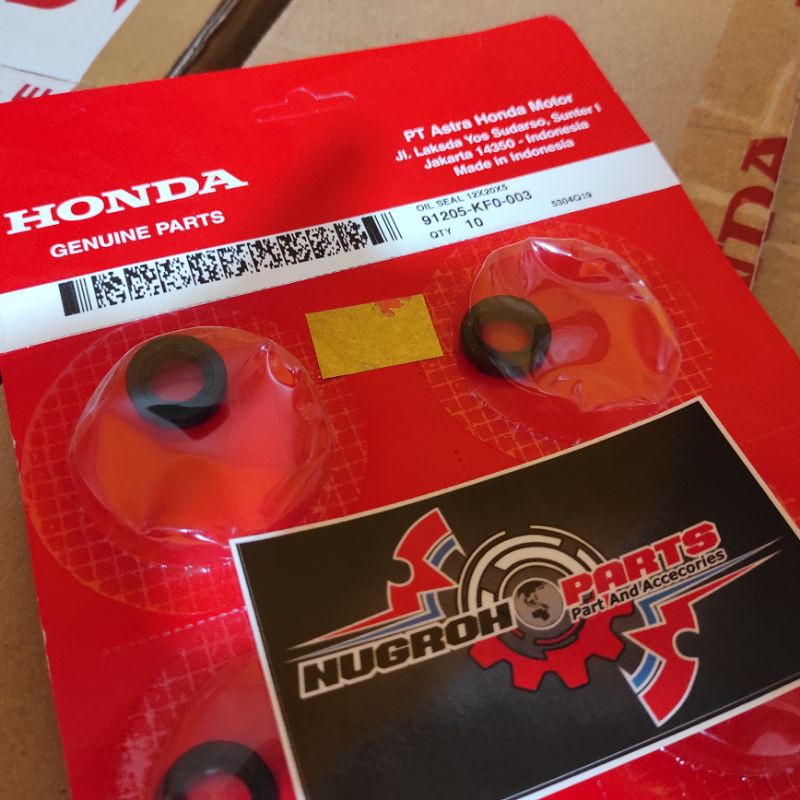 PT Astra Honda Motor
Jl. Laksda Yos Sudarso, Sunter 1
Jakarta 14350 - Indonesia
Made in Indonesia
HONDA
GENUINE PARTS
OIL SEAL 12X20X5
91205-KF0-003
QTY 10
5304Q19
NUGROHO PARTS
Part And Accecories